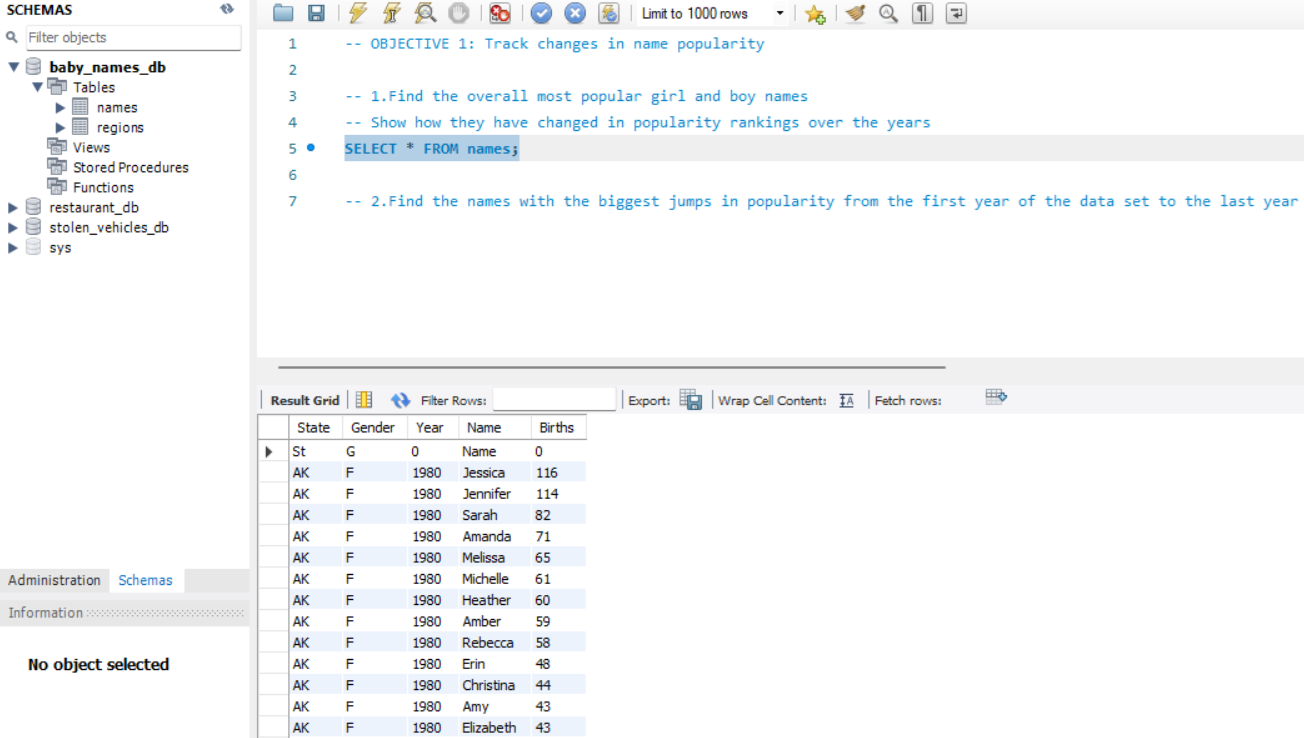 SCHEMAS
Filter objects
baby_names_db
Tables
names
regions
Views
Stored Procedures
Functions
restaurant_db
stolen_vehicles_db
sys
Administration Schemas
Information
No object selected
Limit to 1000 rows
1 -- OBJECTIVE 1: Track changes in name popularity
2
3 -- 1.Find the overall most popular girl and boy names
4 -- Show how they have changed in popularity rankings over the years
5 SELECT * FROM names;
6
7 -- 2.Find the names with the biggest jumps in popularity from the first year of the data set to the last year
Result Grid Filter Rows: Export: Wrap Cell Content: Fetch rows:
State Gender Year Name Births
St G 0 Name 0
AK F 1980 Jessica 116
AK F 1980 Jennifer 114
AK F 1980 Sarah 82
AK F 1980 Amanda 71
AK F 1980 Melissa 65
AK F 1980 Michelle 61
AK F 1980 Heather 60
AK F 1980 Amber 59
AK F 1980 Rebecca 58
AK F 1980 Erin 48
AK F 1980 Christina 44
AK F 1980 Amy 43
AK F 1980 Elizabeth 43